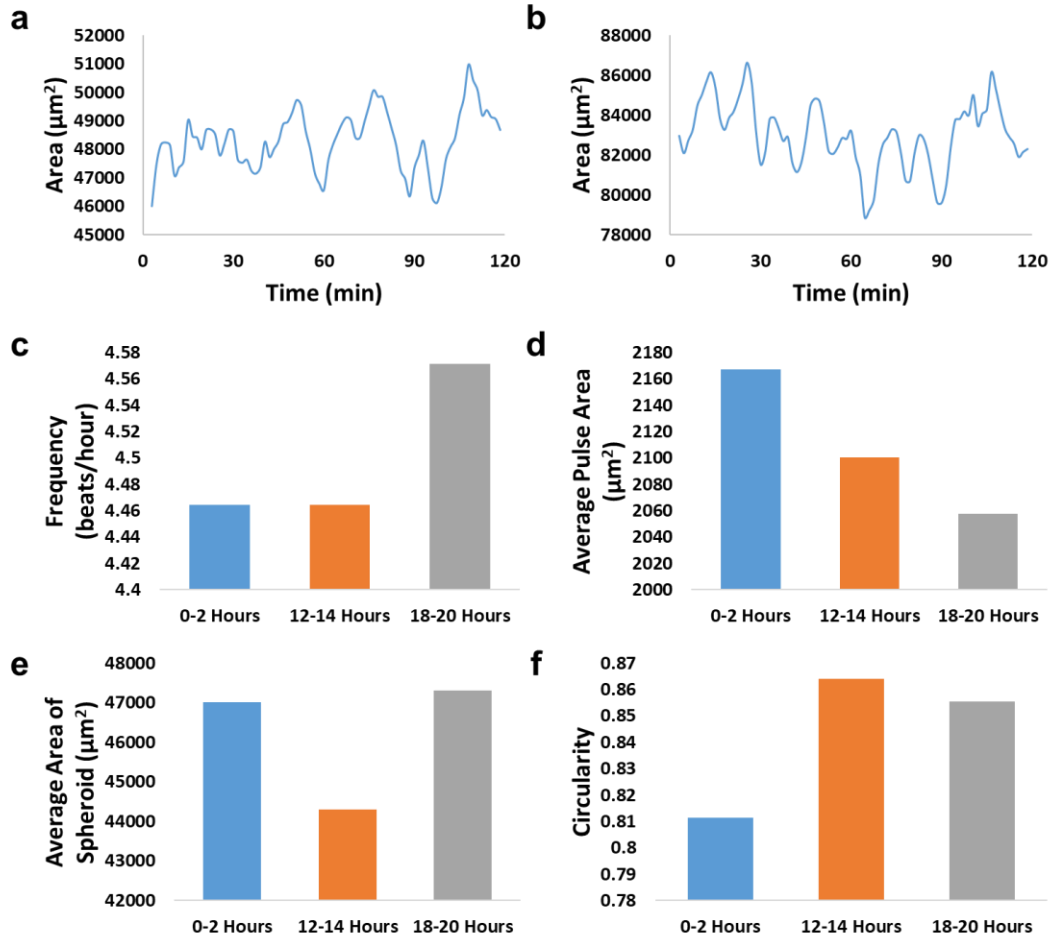 a
52000
51000
50000
49000
48000
47000
46000
45000
Area (µm²)
0 30 60 90 120
Time (min)
b
88000
86000
84000
82000
80000
78000
Area (µm²)
0 30 60 90 120
Time (min)
c
4.58
4.56
4.54
4.52
4.5
4.48
4.46
4.44
4.42
4.4
Frequency
(beats/hour)
0-2 Hours 12-14 Hours 18-20 Hours
d
2180
2160
2140
2120
2100
2080
2060
2040
2020
2000
Average Pulse Area
(µm²)
0-2 Hours 12-14 Hours 18-20 Hours
e
48000
47000
46000
45000
44000
43000
42000
Average Area of
Spheroid (µm²)
0-2 Hours 12-14 Hours 18-20 Hours
f
0.87
0.86
0.85
0.84
0.83
0.82
0.81
0.8
0.79
0.78
Circularity
0-2 Hours 12-14 Hours 18-20 Hours